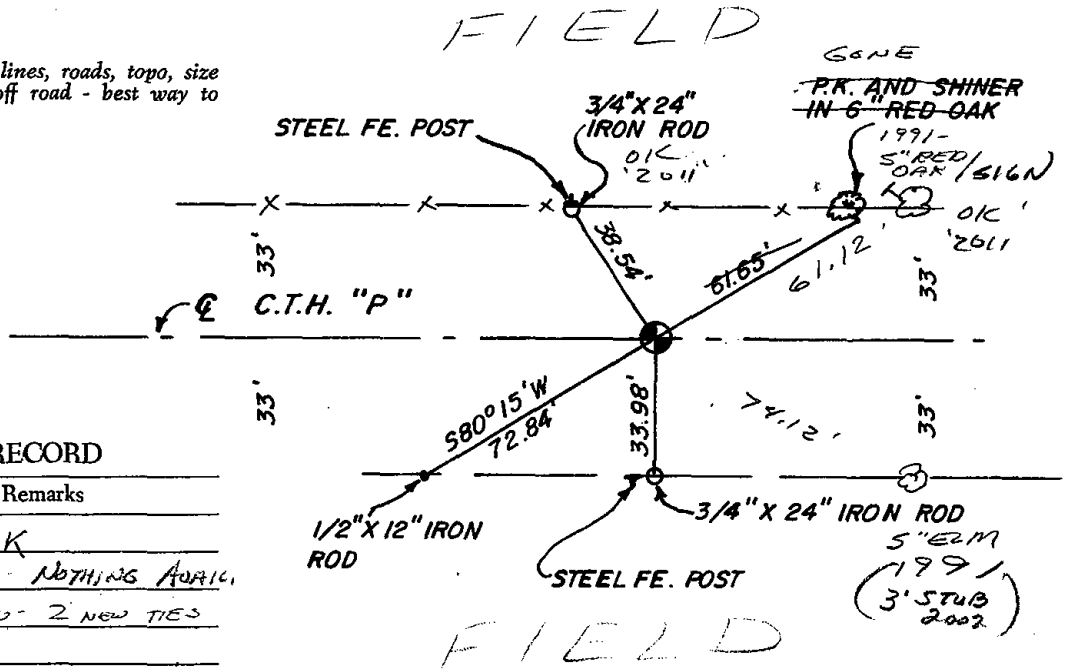 FIELD
lines, roads, topo, size
off road - best way to
GONE
P.K. AND SHINER
IN 6" RED OAK
1991-
5" RED
OAK/SIGN
OK
'2011
3/4"X 24"
IRON ROD
OK
'2011'
STEEL FE. POST
33'
38.54'
61.65'
61.12'
33'
℄ C.T.H. "P"
33'
S80°15'W
72.84'
33.98'
74.12'
33'
RECORD
Remarks
K
- NOTHING AVAIL.
- 2 NEW TIES
1/2"X 12" IRON
ROD
3/4"X 24" IRON ROD
STEEL FE. POST
5" ELM
1991
3' STUB
2002
FIELD